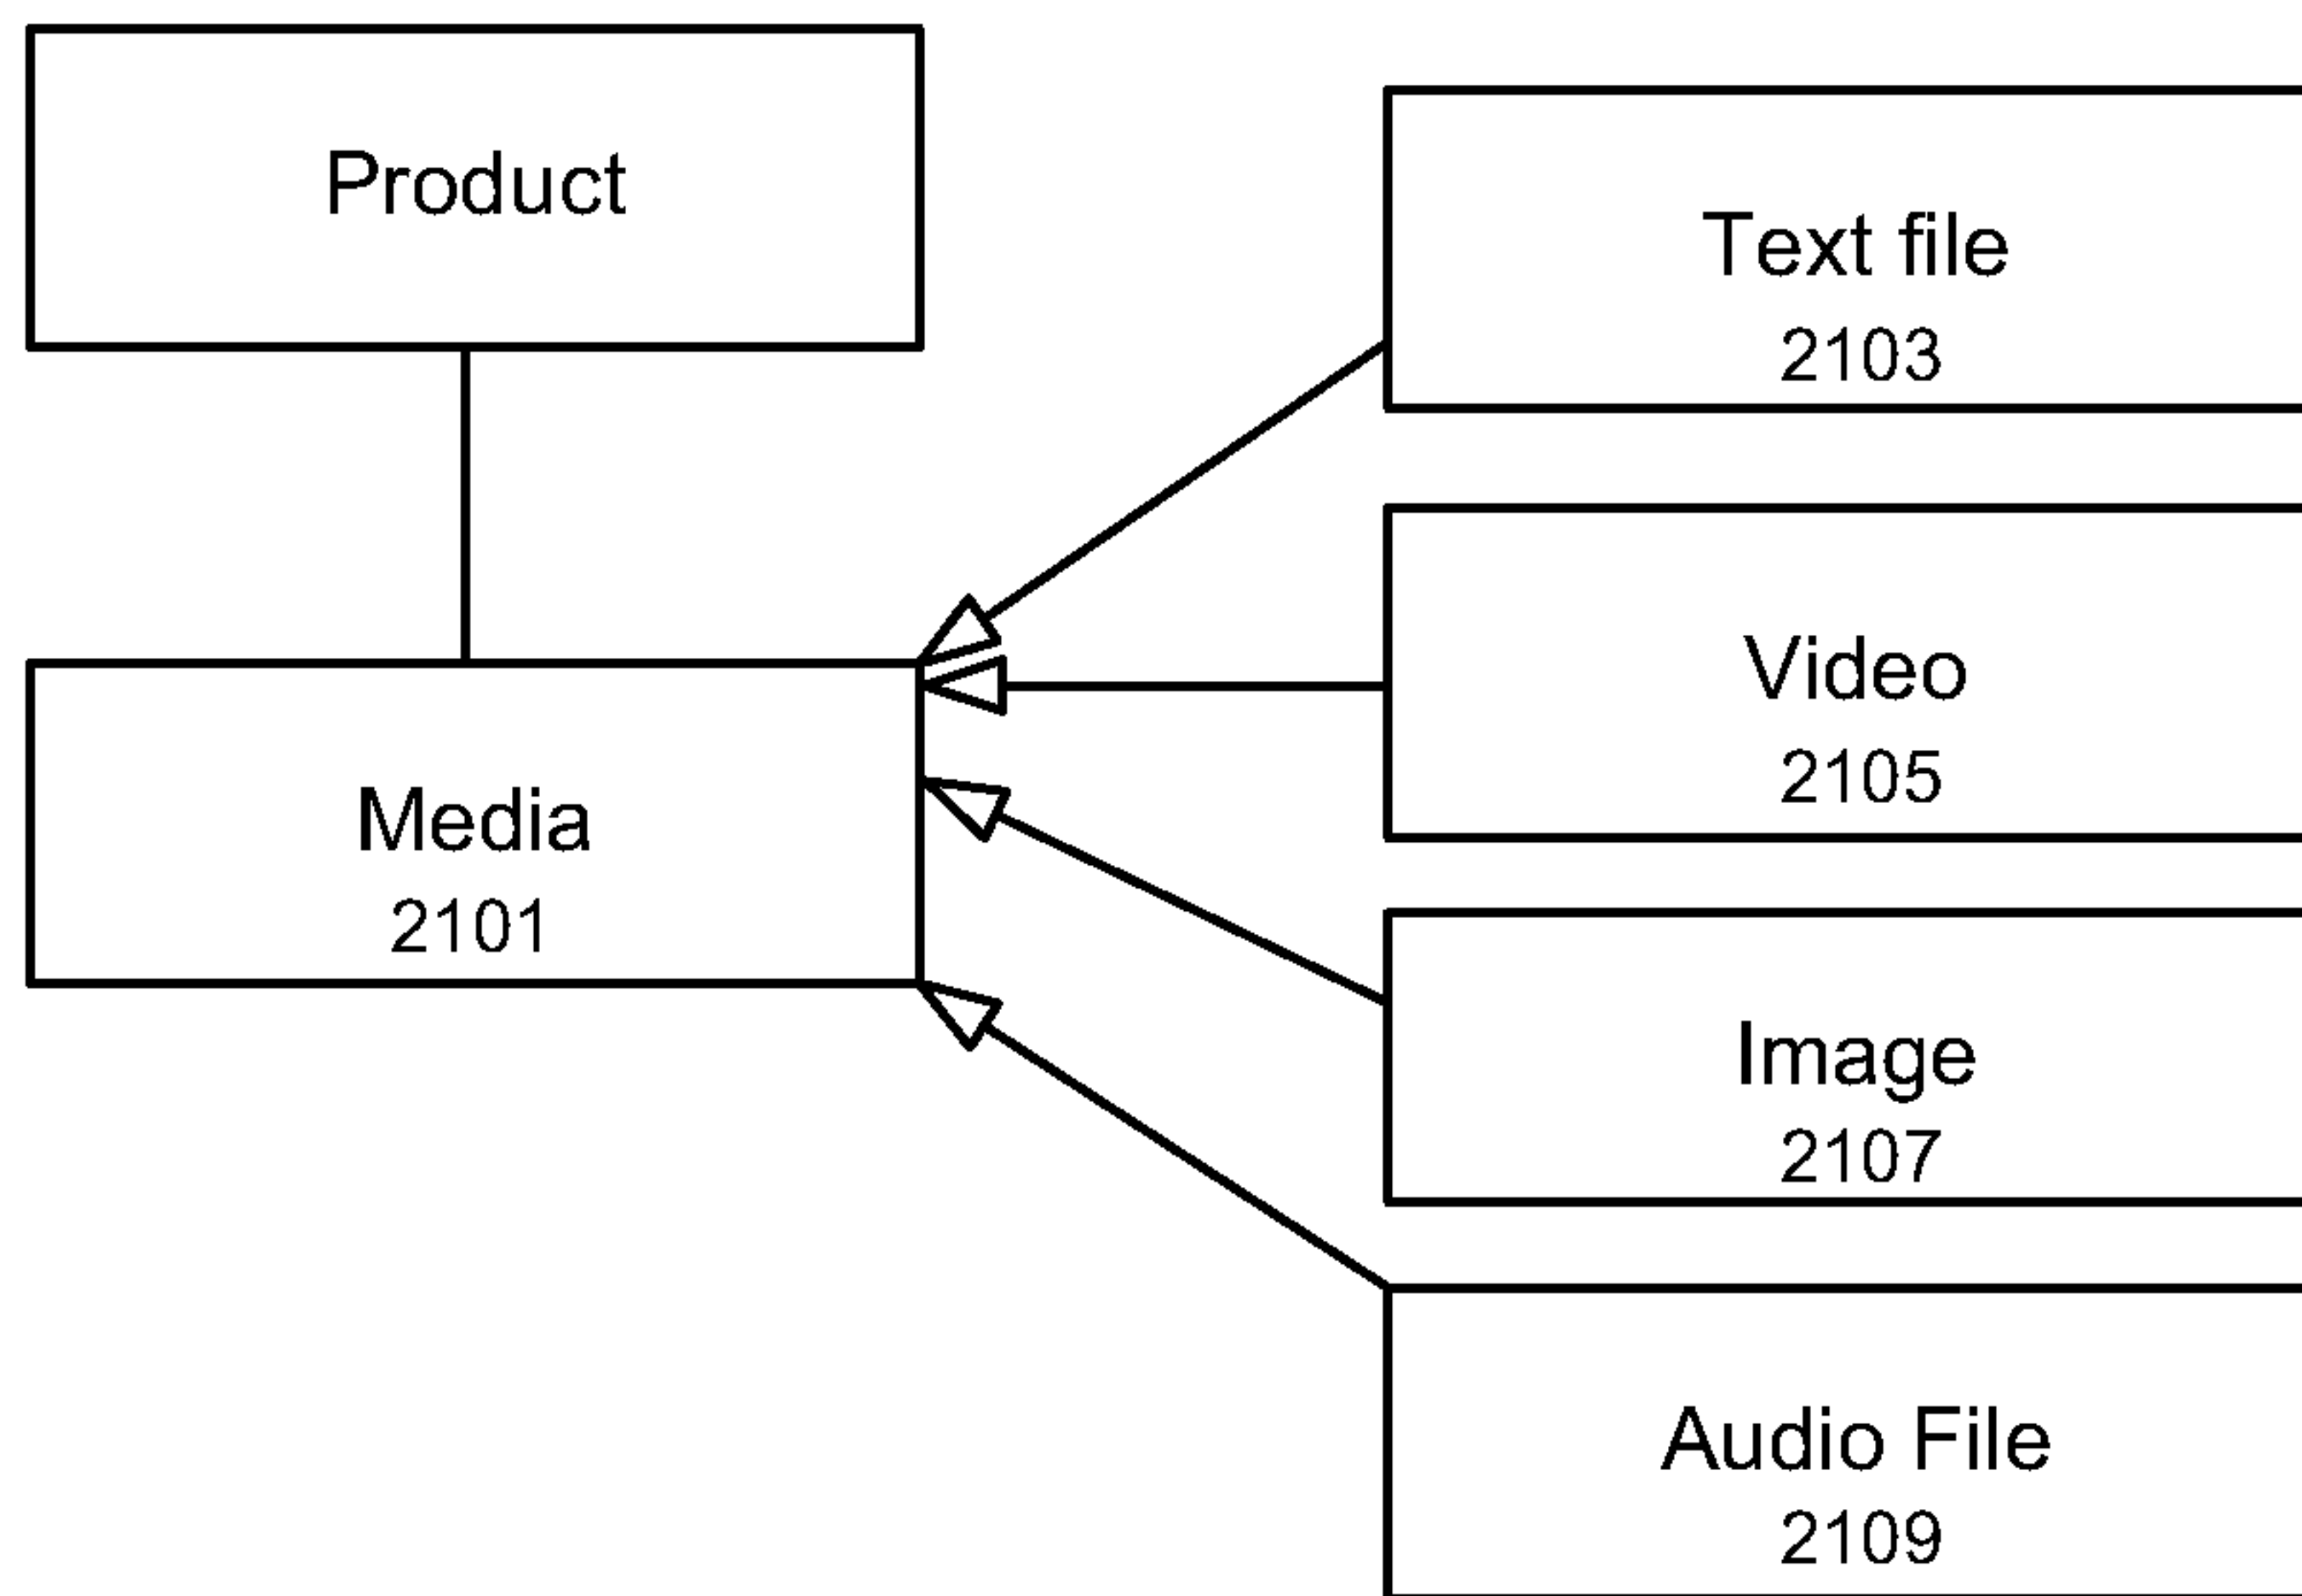 Product
Media
2101
Text file
2103
Video
2105
Image
2107
Audio File
2109